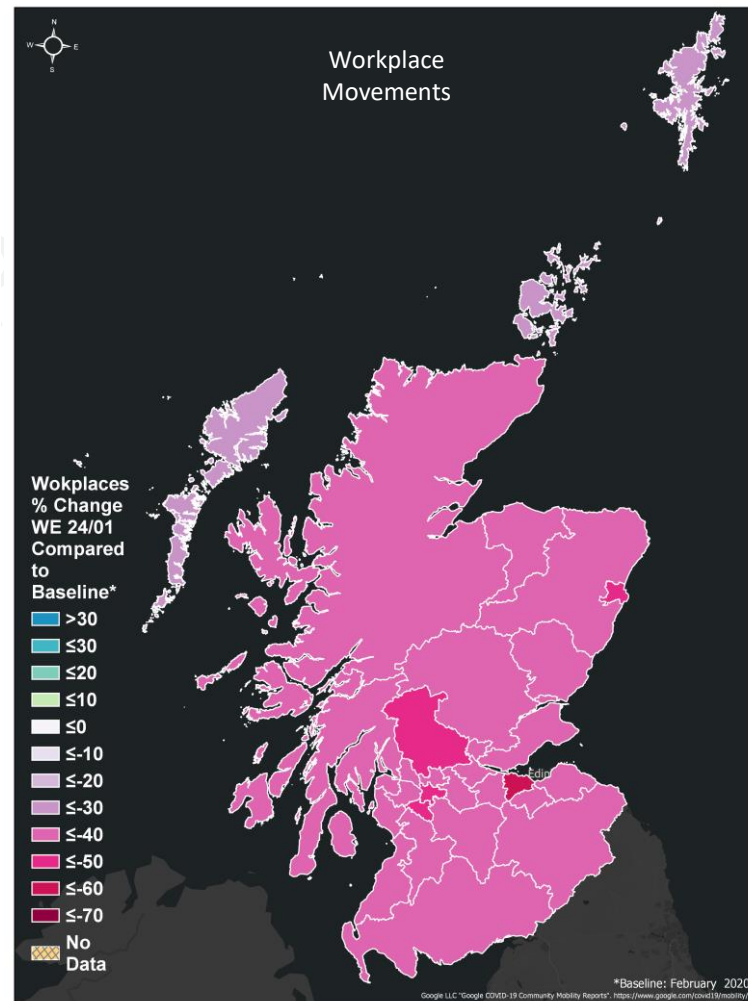 N
W
E
S
Workplace
Movements
Wokplaces
% Change
WE 24/01
Compared
to
Baseline*
>30
≤30
≤20
≤10
≤0
≤-10
≤-20
≤-30
≤-40
≤-50
≤-60
≤-70
No
Data
Edin
*Baseline: February 2020
Google LLC "Google COVID-19 Community Mobility Reports". https://www.google.com/covid19/mobility